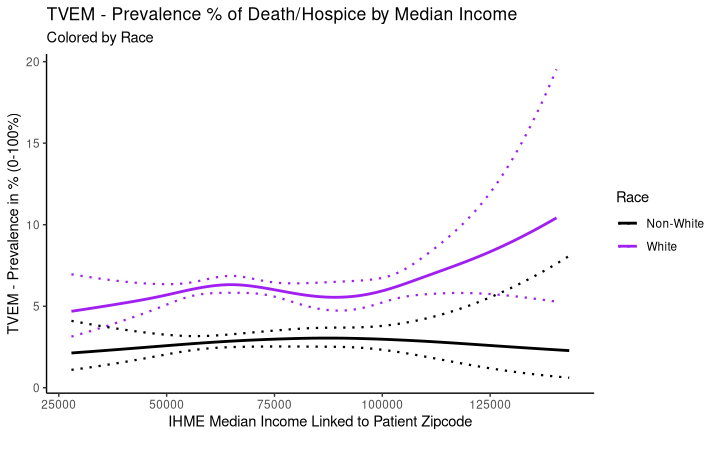 TVEM - Prevalence % of Death/Hospice by Median Income
Colored by Race
TVEM - Prevalence in % (0-100%)
20
15
10
5
0
25000 50000 75000 100000 125000
IHME Median Income Linked to Patient Zipcode
Race
Non-White
White